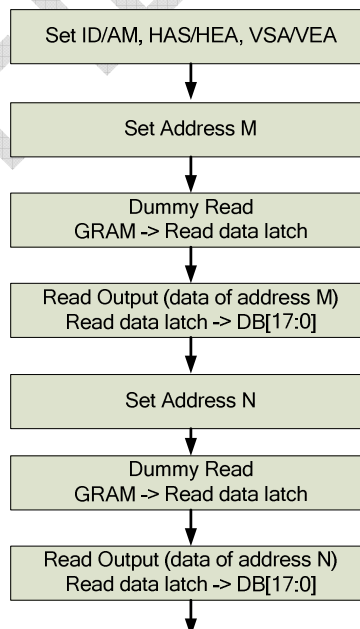 Set ID/AM, HAS/HEA, VSA/VEA
Set Address M
Dummy Read
GRAM -> Read data latch
Read Output (data of address M)
Read data latch -> DB[17:0]
Set Address N
Dummy Read
GRAM -> Read data latch
Read Output (data of address N)
Read data latch -> DB[17:0]